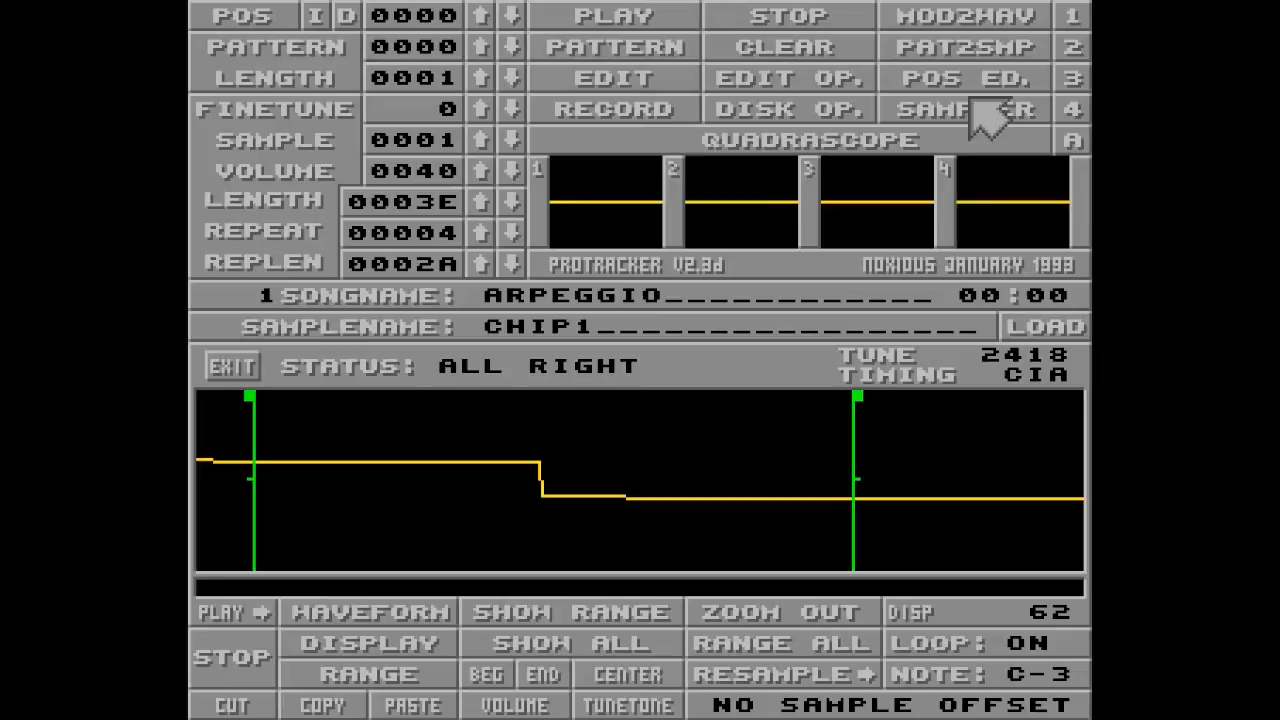 POS I D 0000 PLAY STOP MOD2WAV 1
PATTERN 0000 PATTERN CLEAR PAT2SMP 2
LENGTH 0001 EDIT EDIT OP. POS ED. 3
FINETUNE 0 RECORD DISK OP. 4
SAMPLE 0001 QUADRASCOPE A
VOLUME 0040 1 2 3 4
LENGTH 0003E
REPEAT 00004
REPLEN 0002A PROTRACKER V2.3d NOXIOUS JANUARY 1993
1 SONGNAME: ARPEGGIO____________ 00:00
SAMPLENAME: CHIP1_________________ LOAD
EXIT STATUS: ALL RIGHT TUNE 2418
TIMING CIA
PLAY WAVEFORM SHOW RANGE ZOOM OUT DISP 62
STOP DISPLAY SHOW ALL RANGE ALL LOOP: ON
RANGE BEG END CENTER RESAMPLE NOTE: C-3
CUT COPY PASTE VOLUME TUNETONE NO SAMPLE OFFSET